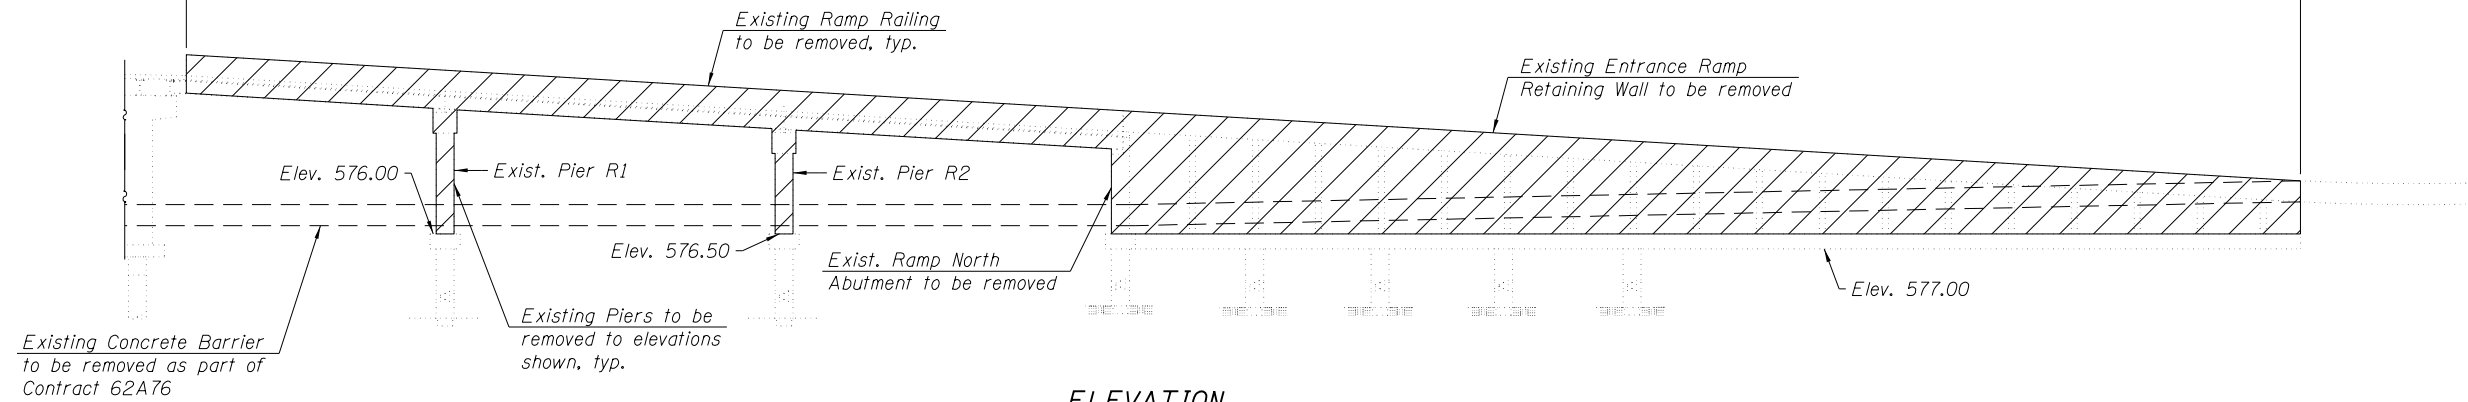 Existing Ramp Railing
to be removed, typ.
Existing Entrance Ramp
Retaining Wall to be removed
Elev. 576.00
Exist. Pier R1
Exist. Pier R2
Elev. 576.50
Exist. Ramp North
Abutment to be removed
Elev. 577.00
Existing Piers to be
removed to elevations
shown, typ.
Existing Concrete Barrier
to be removed as part of
Contract 62A76
ELEVATION